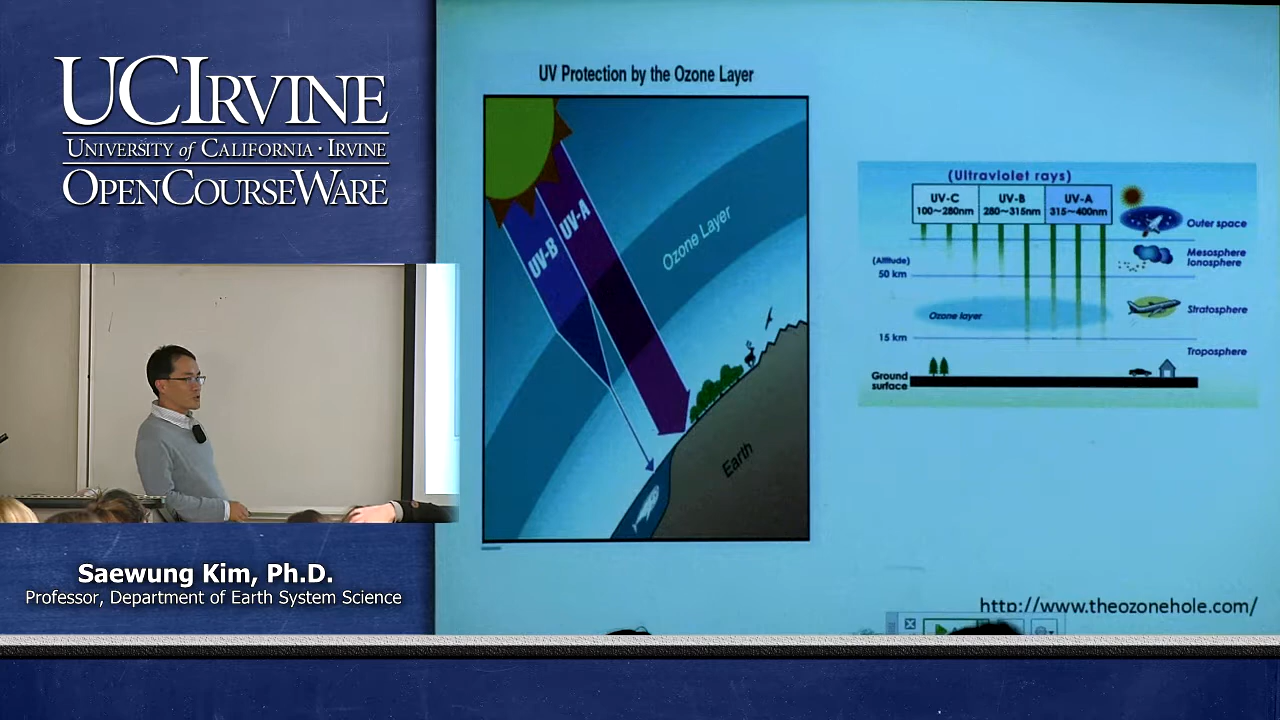 UCIRVINE
UNIVERSITY of CALIFORNIA · IRVINE
OPENCOURSEWARE
Saewung Kim, Ph.D.
Professor, Department of Earth System Science
UV Protection by the Ozone Layer
UV-B
UV-A
Ozone Layer
Earth
(Ultraviolet rays)
UV-C
100~280nm
UV-B
280~315nm
UV-A
315~400nm
Outer space
Mesosphere
Ionosphere
(Altitude)
50 km
Stratosphere
Ozone layer
15 km
Troposphere
Ground
surface
http://www.theozonehole.com/